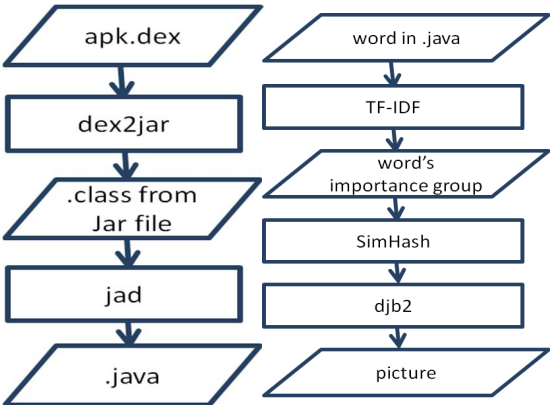 apk.dex
dex2jar
.class from
Jar file
jad
.java
word in .java
TF-IDF
word's
importance group
SimHash
djb2
picture